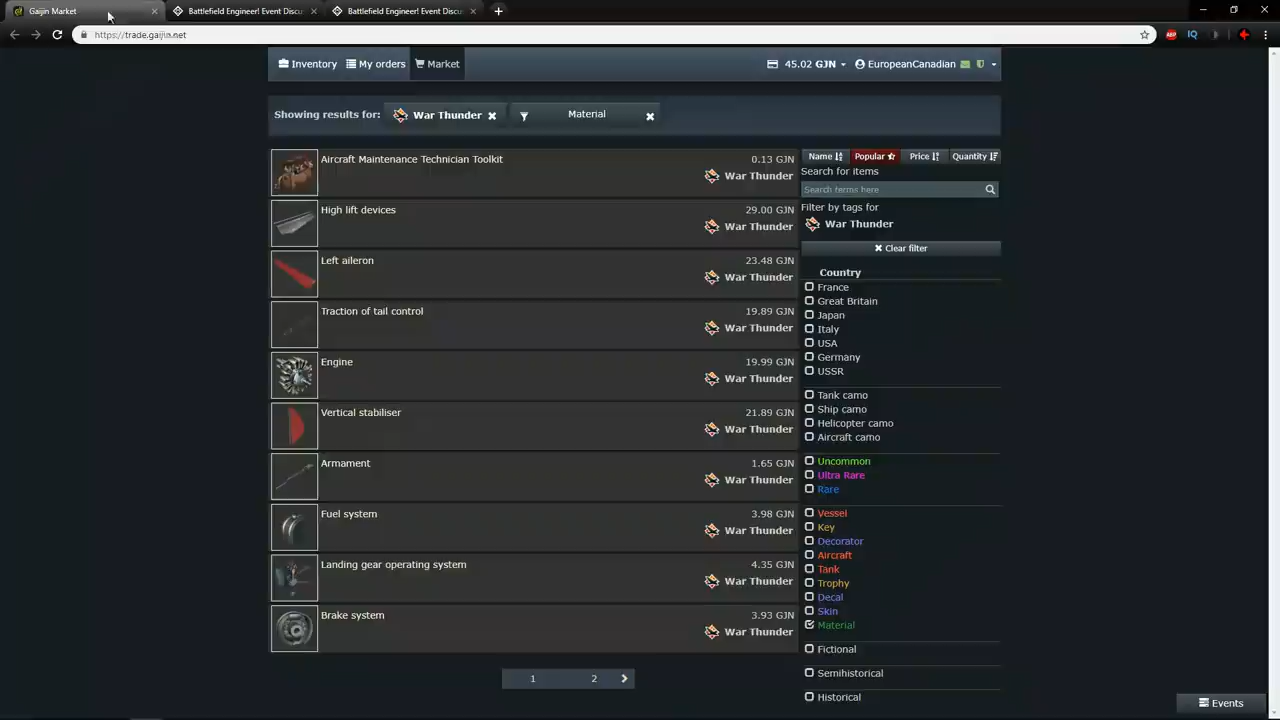 Gaijin Market
Battlefield Engineer! Event Discu
Battlefield Engineer! Event Discu
https://trade.gaijin.net
ABP
IQ
Inventory
My orders
Market
45.02 GJN
EuropeanCanadian
Showing results for:
War Thunder
Material
Aircraft Maintenance Technician Toolkit
0.13 GJN
War Thunder
High lift devices
29.00 GJN
War Thunder
Left aileron
23.48 GJN
War Thunder
Traction of tail control
19.89 GJN
War Thunder
Engine
19.99 GJN
War Thunder
Vertical stabiliser
21.89 GJN
War Thunder
Armament
1.65 GJN
War Thunder
Fuel system
3.98 GJN
War Thunder
Landing gear operating system
4.35 GJN
War Thunder
Brake system
3.93 GJN
War Thunder
1 2
Name Popular Price Quantity
Search for items
Search terms here
Filter by tags for
War Thunder
Clear filter
Country
France
Great Britain
Japan
Italy
USA
Germany
USSR
Tank camo
Ship camo
Helicopter camo
Aircraft camo
Uncommon
Ultra Rare
Rare
Vessel
Key
Decorator
Aircraft
Tank
Trophy
Decal
Skin
Material
Fictional
Semihistorical
Historical
Events